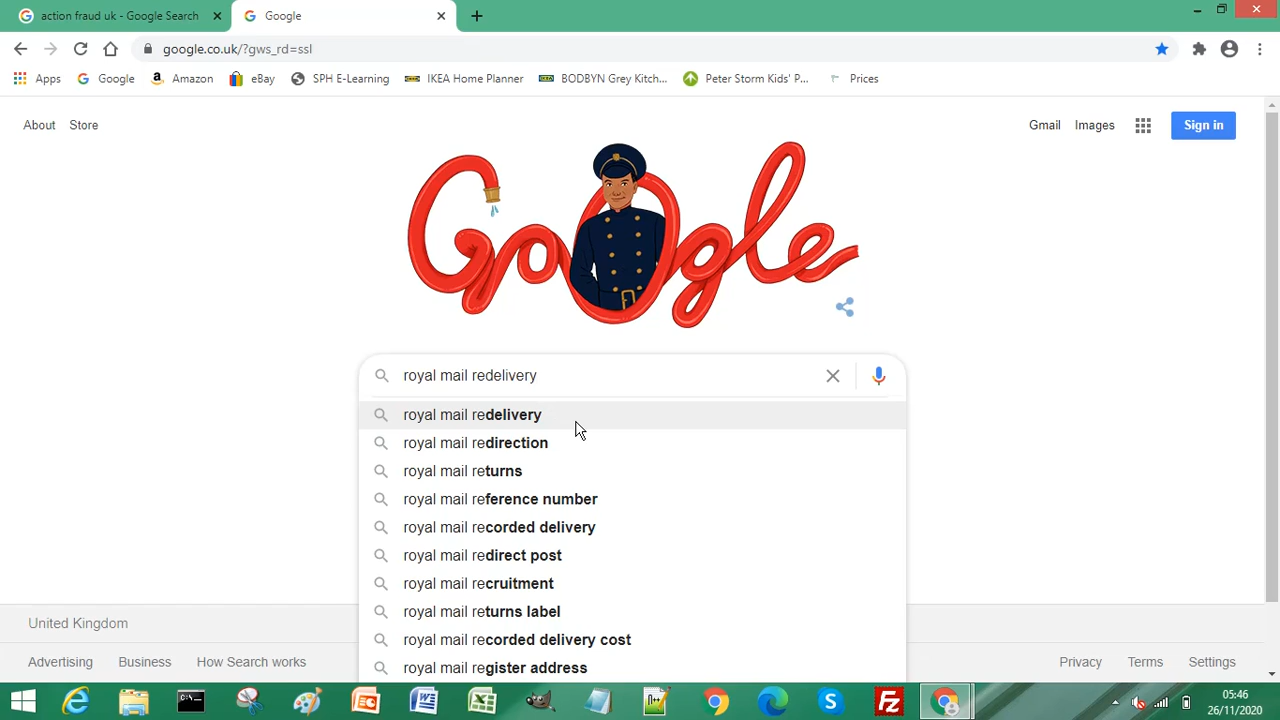 action fraud uk - Google Search
Google
google.co.uk/?gws_rd=ssl
Apps Google Amazon eBay SPH E-Learning IKEA Home Planner BODBYN Grey Kitch... Peter Storm Kids' P... Prices
About Store Gmail Images Sign in
Google
royal mail redelivery
royal mail redelivery
royal mail redirection
royal mail returns
royal mail reference number
royal mail recorded delivery
royal mail redirect post
royal mail recruitment
royal mail returns label
royal mail recorded delivery cost
royal mail register address
United Kingdom
Advertising Business How Search works Privacy Terms Settings
05:46
26/11/2020